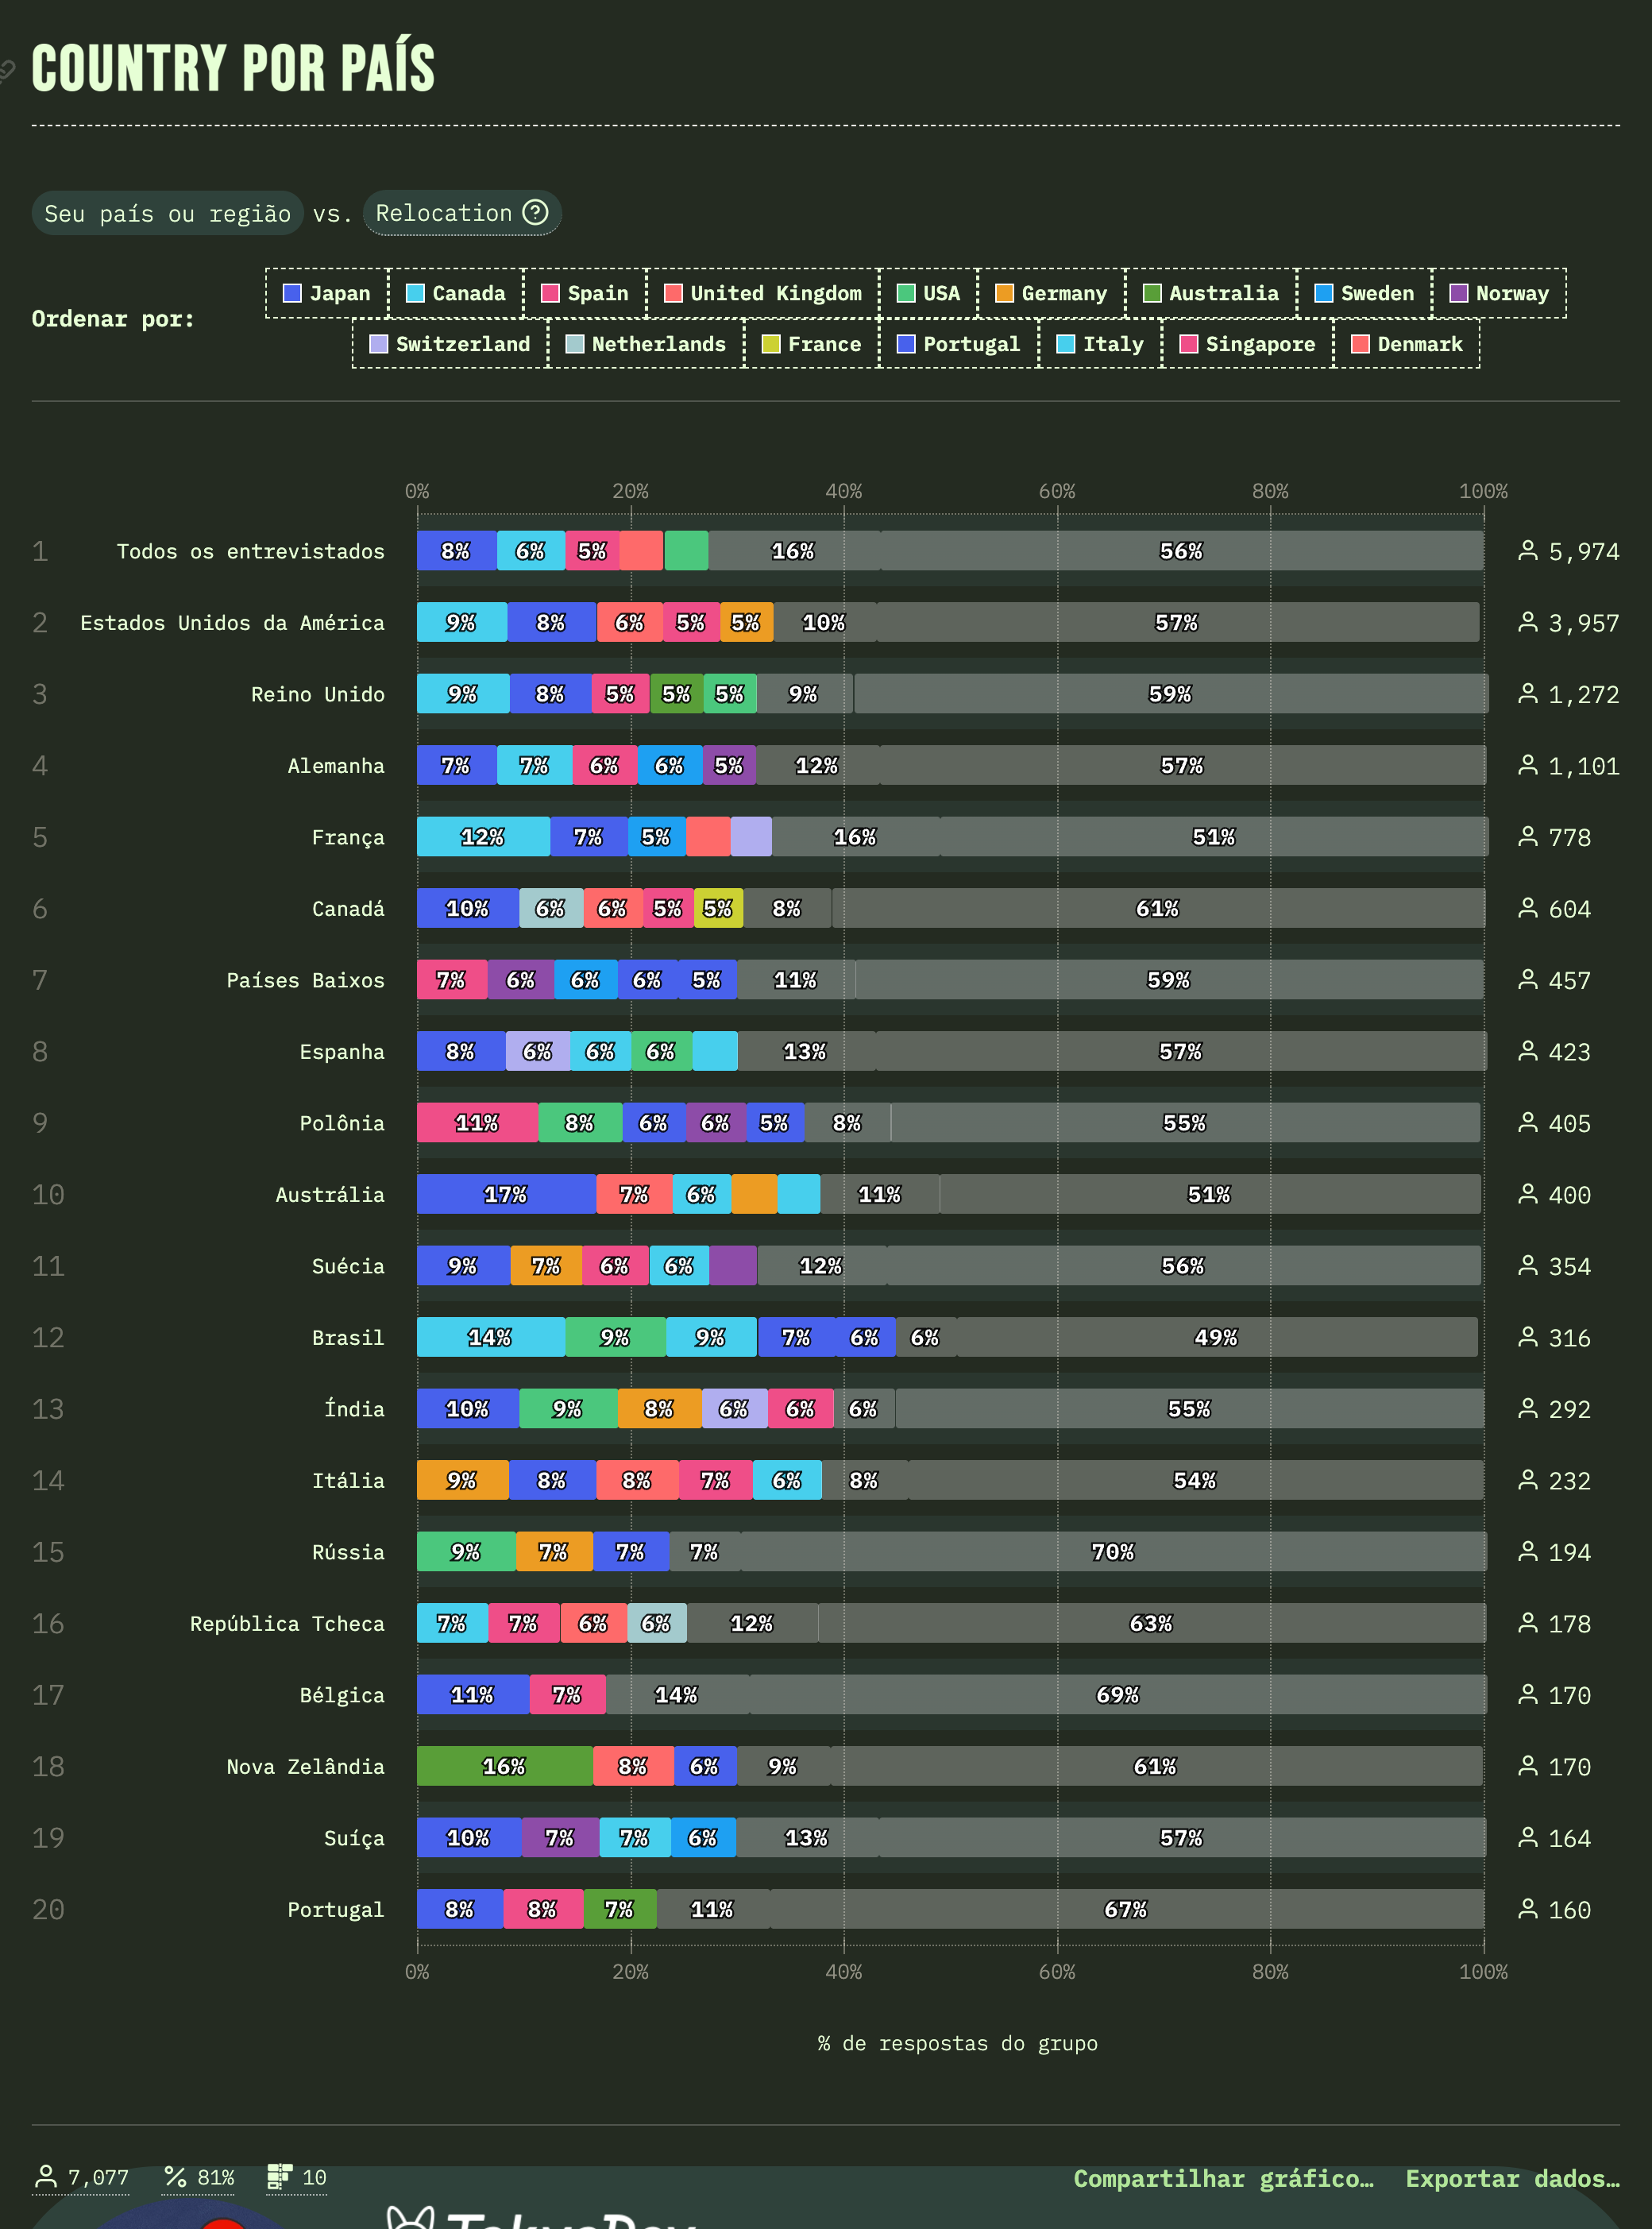 COUNTRY POR PAÍS
Seu país ou região vs. Relocation ?
Ordenar por:
Japan Canada Spain United Kingdom USA Germany Australia Sweden Norway
Switzerland Netherlands France Portugal Italy Singapore Denmark
0% 20% 40% 60% 80% 100%
1 Todos os entrevistados 8% 6% 5% 16% 56% 5,974
2 Estados Unidos da América 9% 8% 6% 5% 5% 10% 57% 3,957
3 Reino Unido 9% 8% 5% 5% 5% 9% 59% 1,272
4 Alemanha 7% 7% 6% 6% 5% 12% 57% 1,101
5 França 12% 7% 5% 16% 51% 778
6 Canadá 10% 6% 6% 5% 5% 8% 61% 604
7 Países Baixos 7% 6% 6% 6% 5% 11% 59% 457
8 Espanha 8% 6% 6% 6% 13% 57% 423
9 Polônia 11% 8% 6% 6% 5% 8% 55% 405
10 Austrália 17% 7% 6% 11% 51% 400
11 Suécia 9% 7% 6% 6% 12% 56% 354
12 Brasil 14% 9% 9% 7% 6% 6% 49% 316
13 Índia 10% 9% 8% 6% 6% 6% 55% 292
14 Itália 9% 8% 8% 7% 6% 8% 54% 232
15 Rússia 9% 7% 7% 7% 70% 194
16 República Tcheca 7% 7% 6% 6% 12% 63% 178
17 Bélgica 11% 7% 14% 69% 170
18 Nova Zelândia 16% 8% 6% 9% 61% 170
19 Suíça 10% 7% 7% 6% 13% 57% 164
20 Portugal 8% 8% 7% 11% 67% 160
0% 20% 40% 60% 80% 100%
% de respostas do grupo
7,077 % 81% 10 Compartilhar gráfico… Exportar dados…
TokyoDev